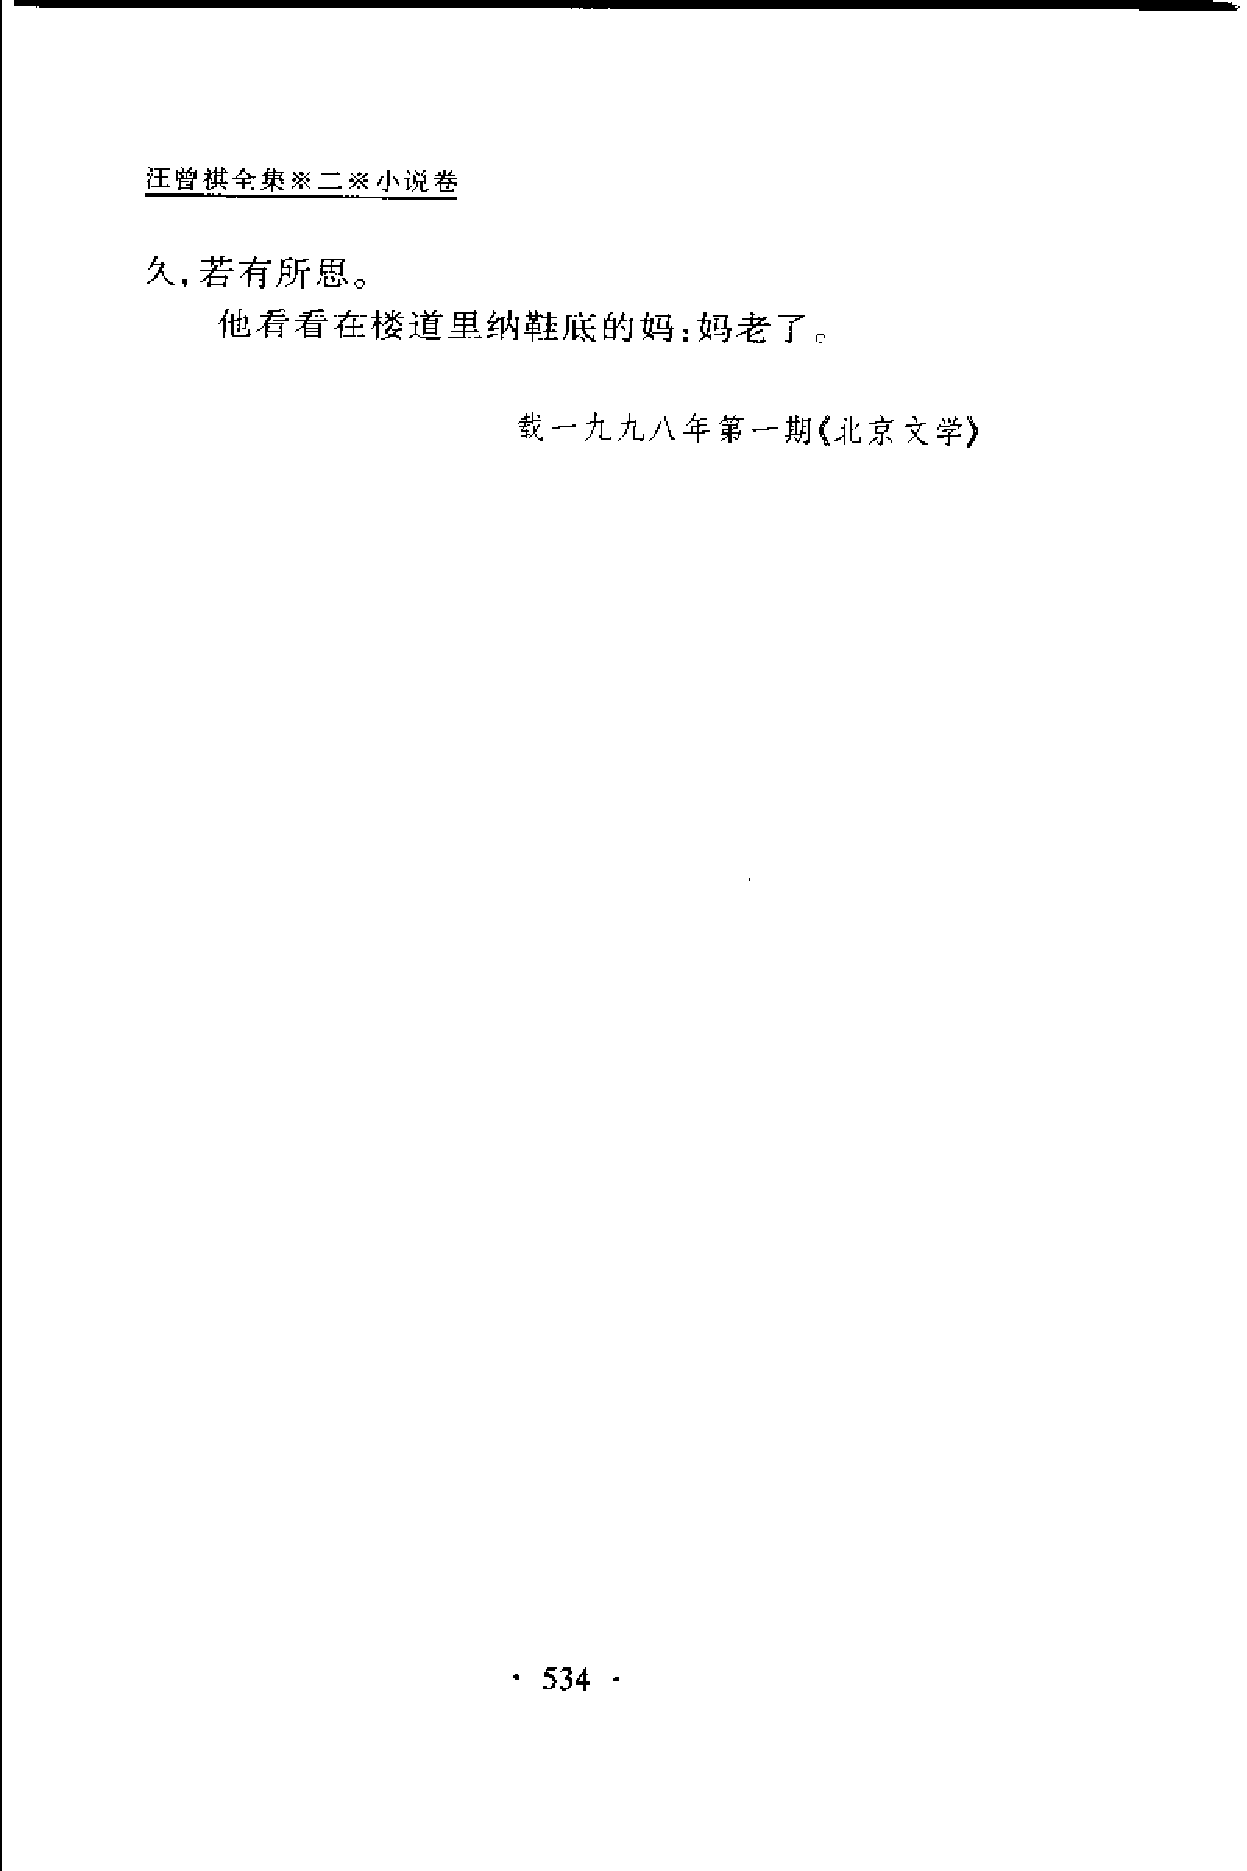 汪曾祺全集※二※小说卷
久,若有所思。
他看看在楼道里纳鞋底的妈:妈老了。
载一九九八年第一期《北京文学》
· 534 ·